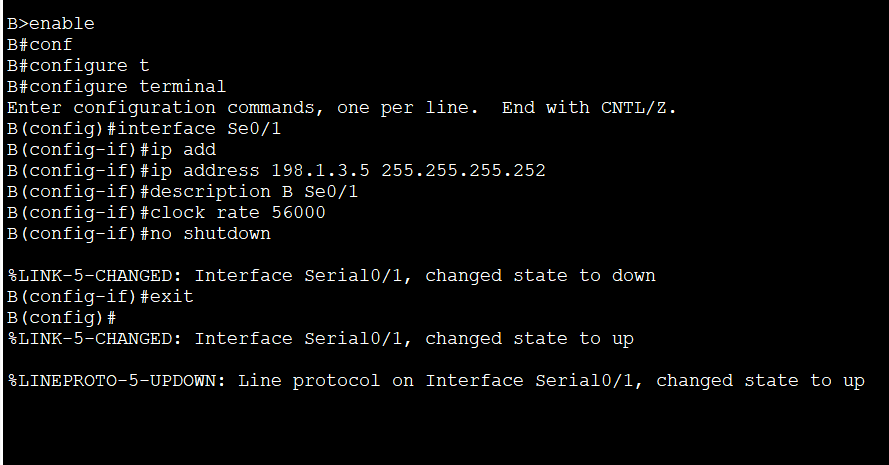 B>enable
B#conf
B#configure t
B#configure terminal
Enter configuration commands, one per line.  End with CNTL/Z.
B(config)#interface Se0/1
B(config-if)#ip add
B(config-if)#ip address 198.1.3.5 255.255.255.252
B(config-if)#description B Se0/1
B(config-if)#clock rate 56000
B(config-if)#no shutdown
%LINK-5-CHANGED: Interface Serial0/1, changed state to down
B(config-if)#exit
B(config)#
%LINK-5-CHANGED: Interface Serial0/1, changed state to up
%LINEPROTO-5-UPDOWN: Line protocol on Interface Serial0/1, changed state to up